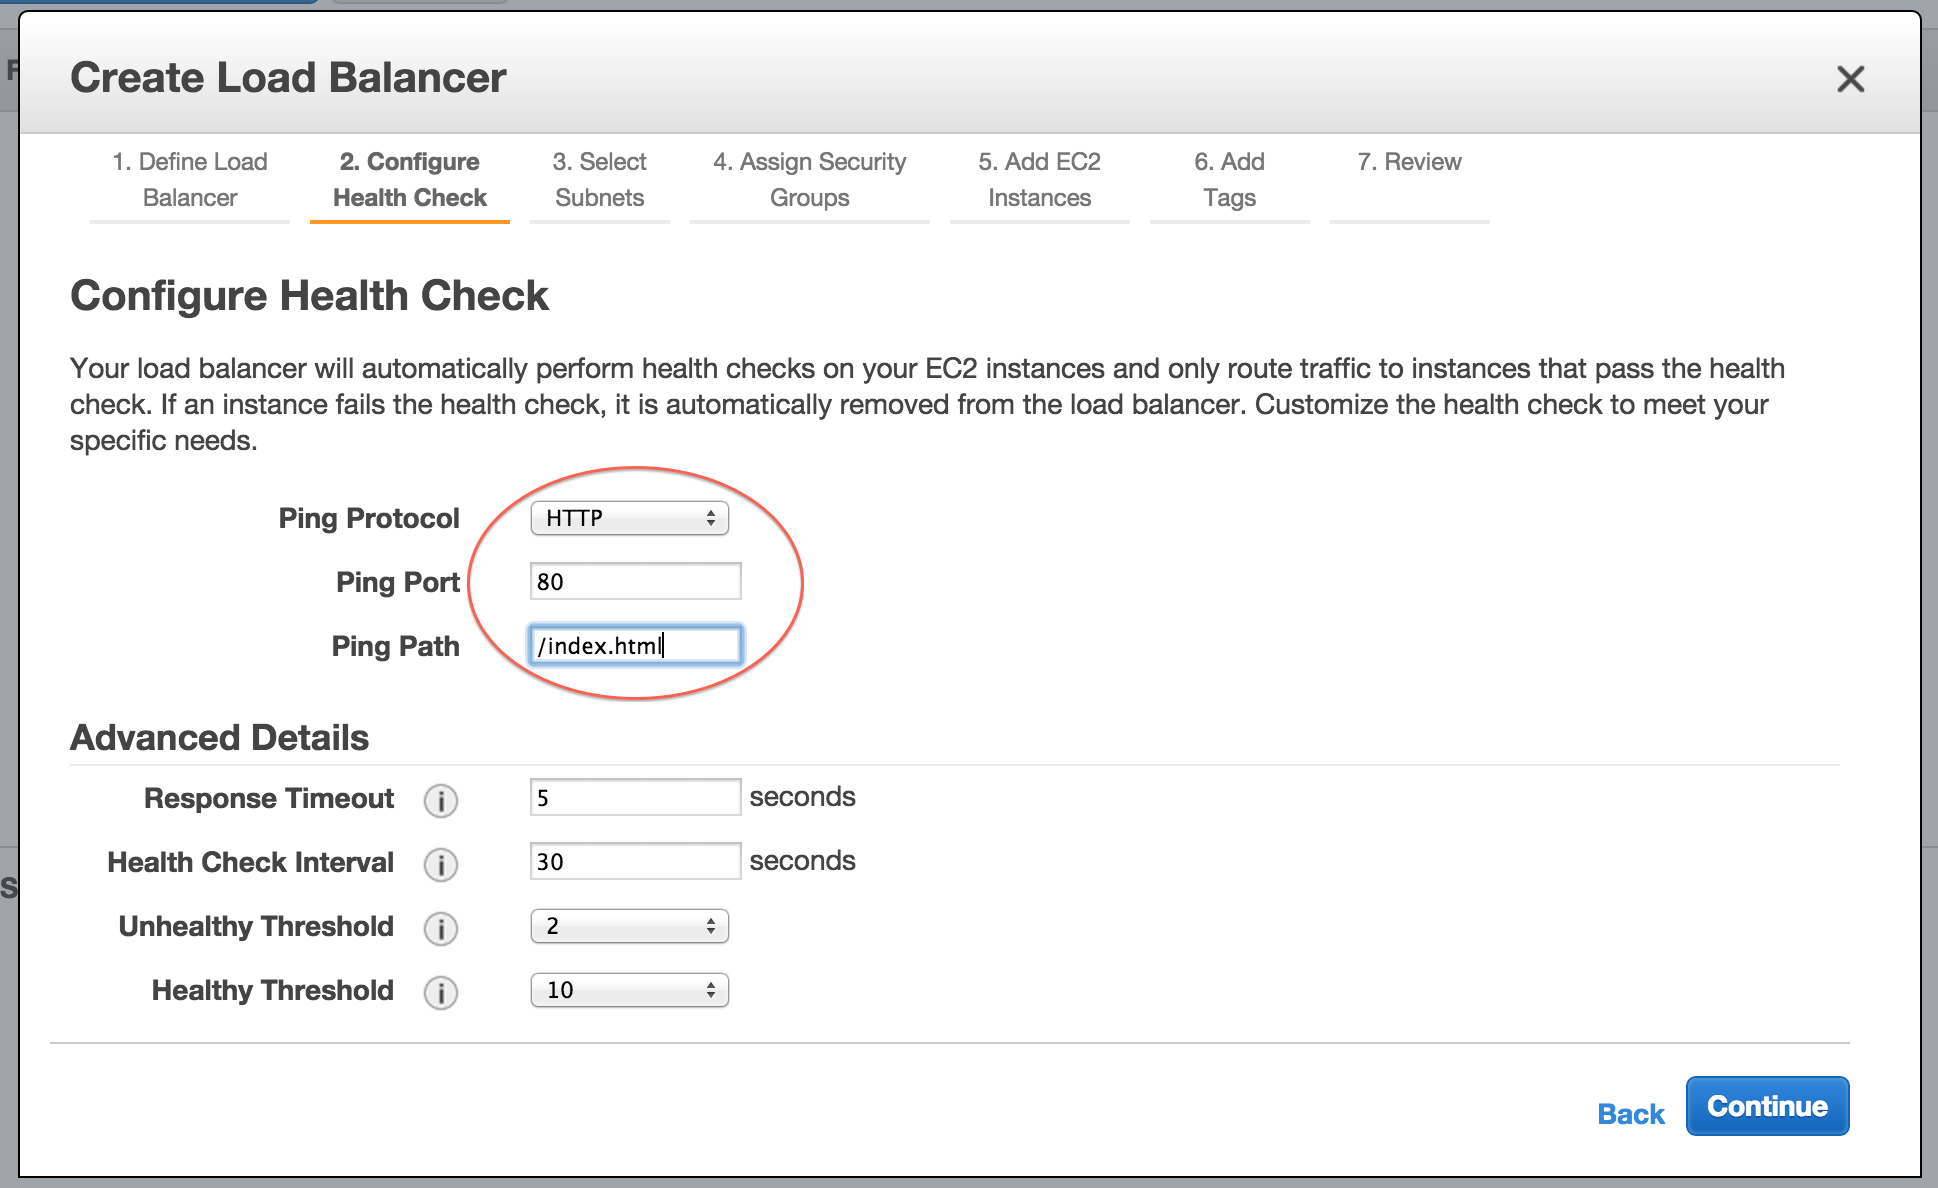 Create Load Balancer
1. Define Load
Balancer
2. Configure
Health Check
3. Select
Subnets
4. Assign Security
Groups
5. Add EC2
Instances
6. Add
Tags
7. Review
Configure Health Check
Your load balancer will automatically perform health checks on your EC2 instances and only route traffic to instances that pass the health
check. If an instance fails the health check, it is automatically removed from the load balancer. Customize the health check to meet your
specific needs.
Ping Protocol HTTP
Ping Port 80
Ping Path /index.html
Advanced Details
Response Timeout i 5 seconds
Health Check Interval i 30 seconds
Unhealthy Threshold i 2
Healthy Threshold i 10
Back Continue